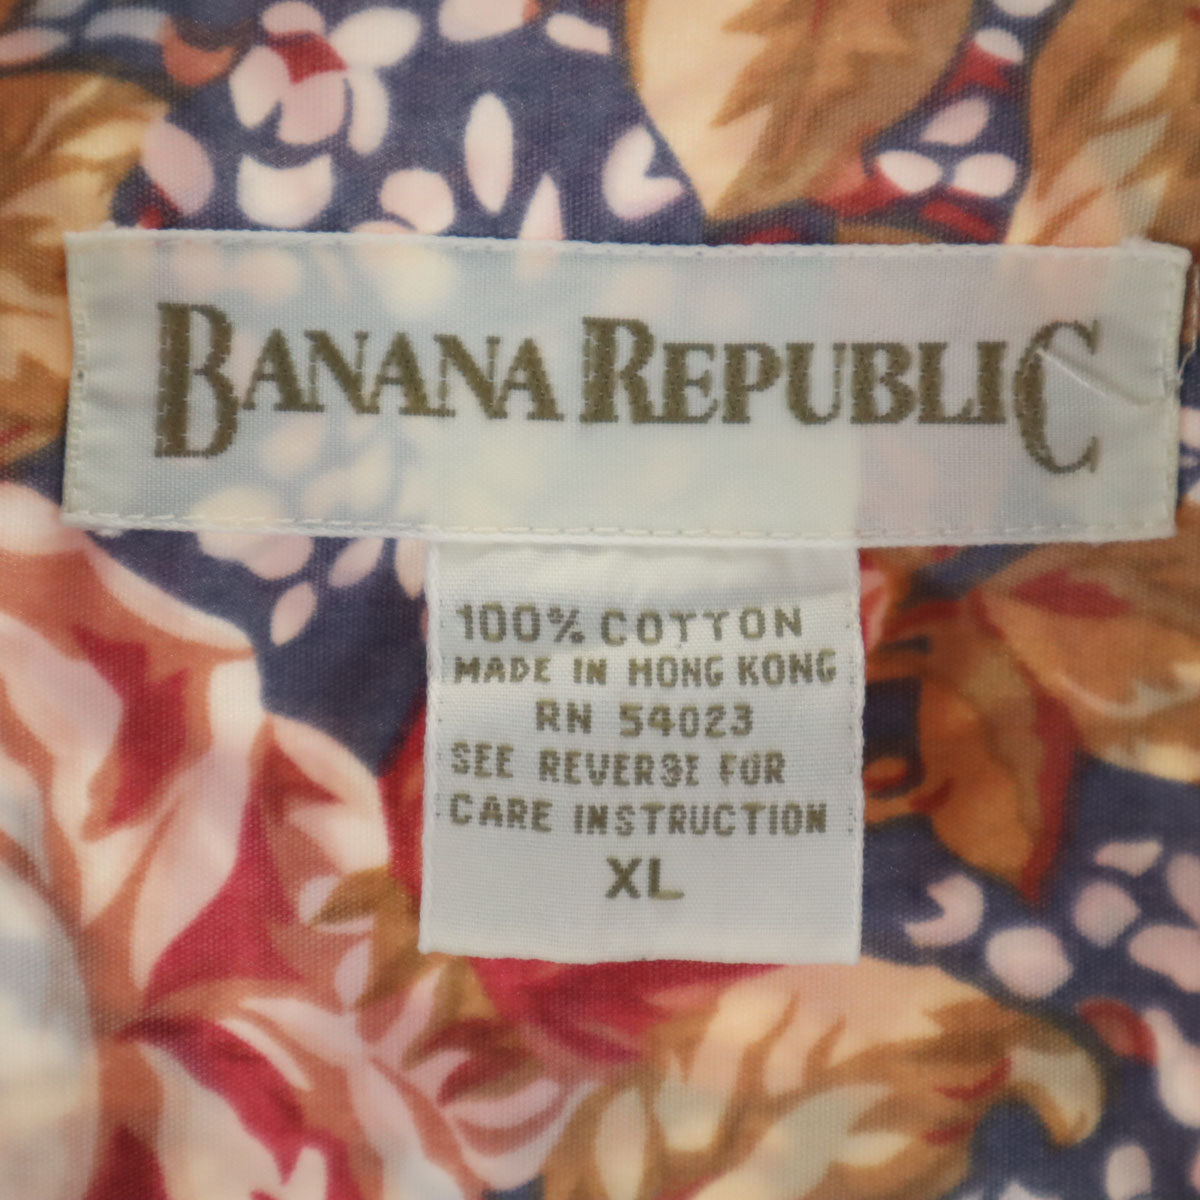 BANANA REPUBLIC
100% COTTON
MADE IN HONG KONG
RN 54023
SEE REVERSE FOR
CARE INSTRUCTION
XL